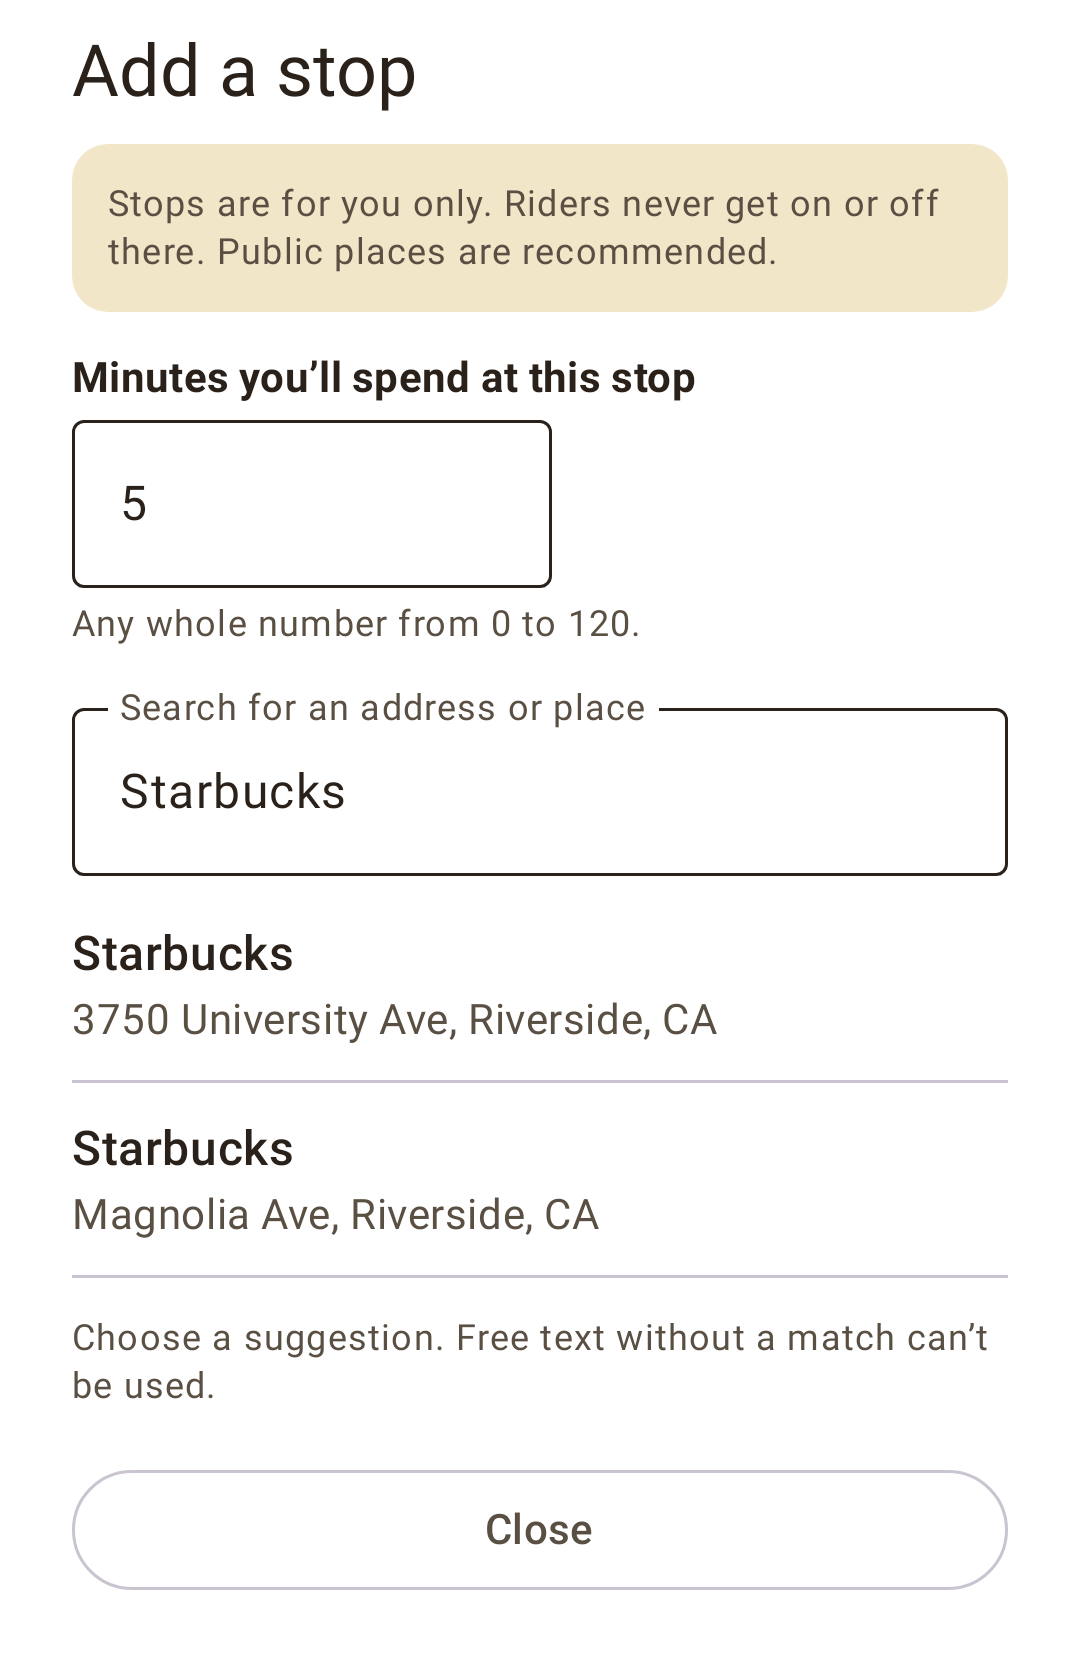 Add a stop
Stops are for you only. Riders never get on or off
there. Public places are recommended.
Minutes you’ll spend at this stop
5
Any whole number from 0 to 120.
Search for an address or place
Starbucks
Starbucks
3750 University Ave, Riverside, CA
Starbucks
Magnolia Ave, Riverside, CA
Choose a suggestion. Free text without a match can’t
be used.
Close